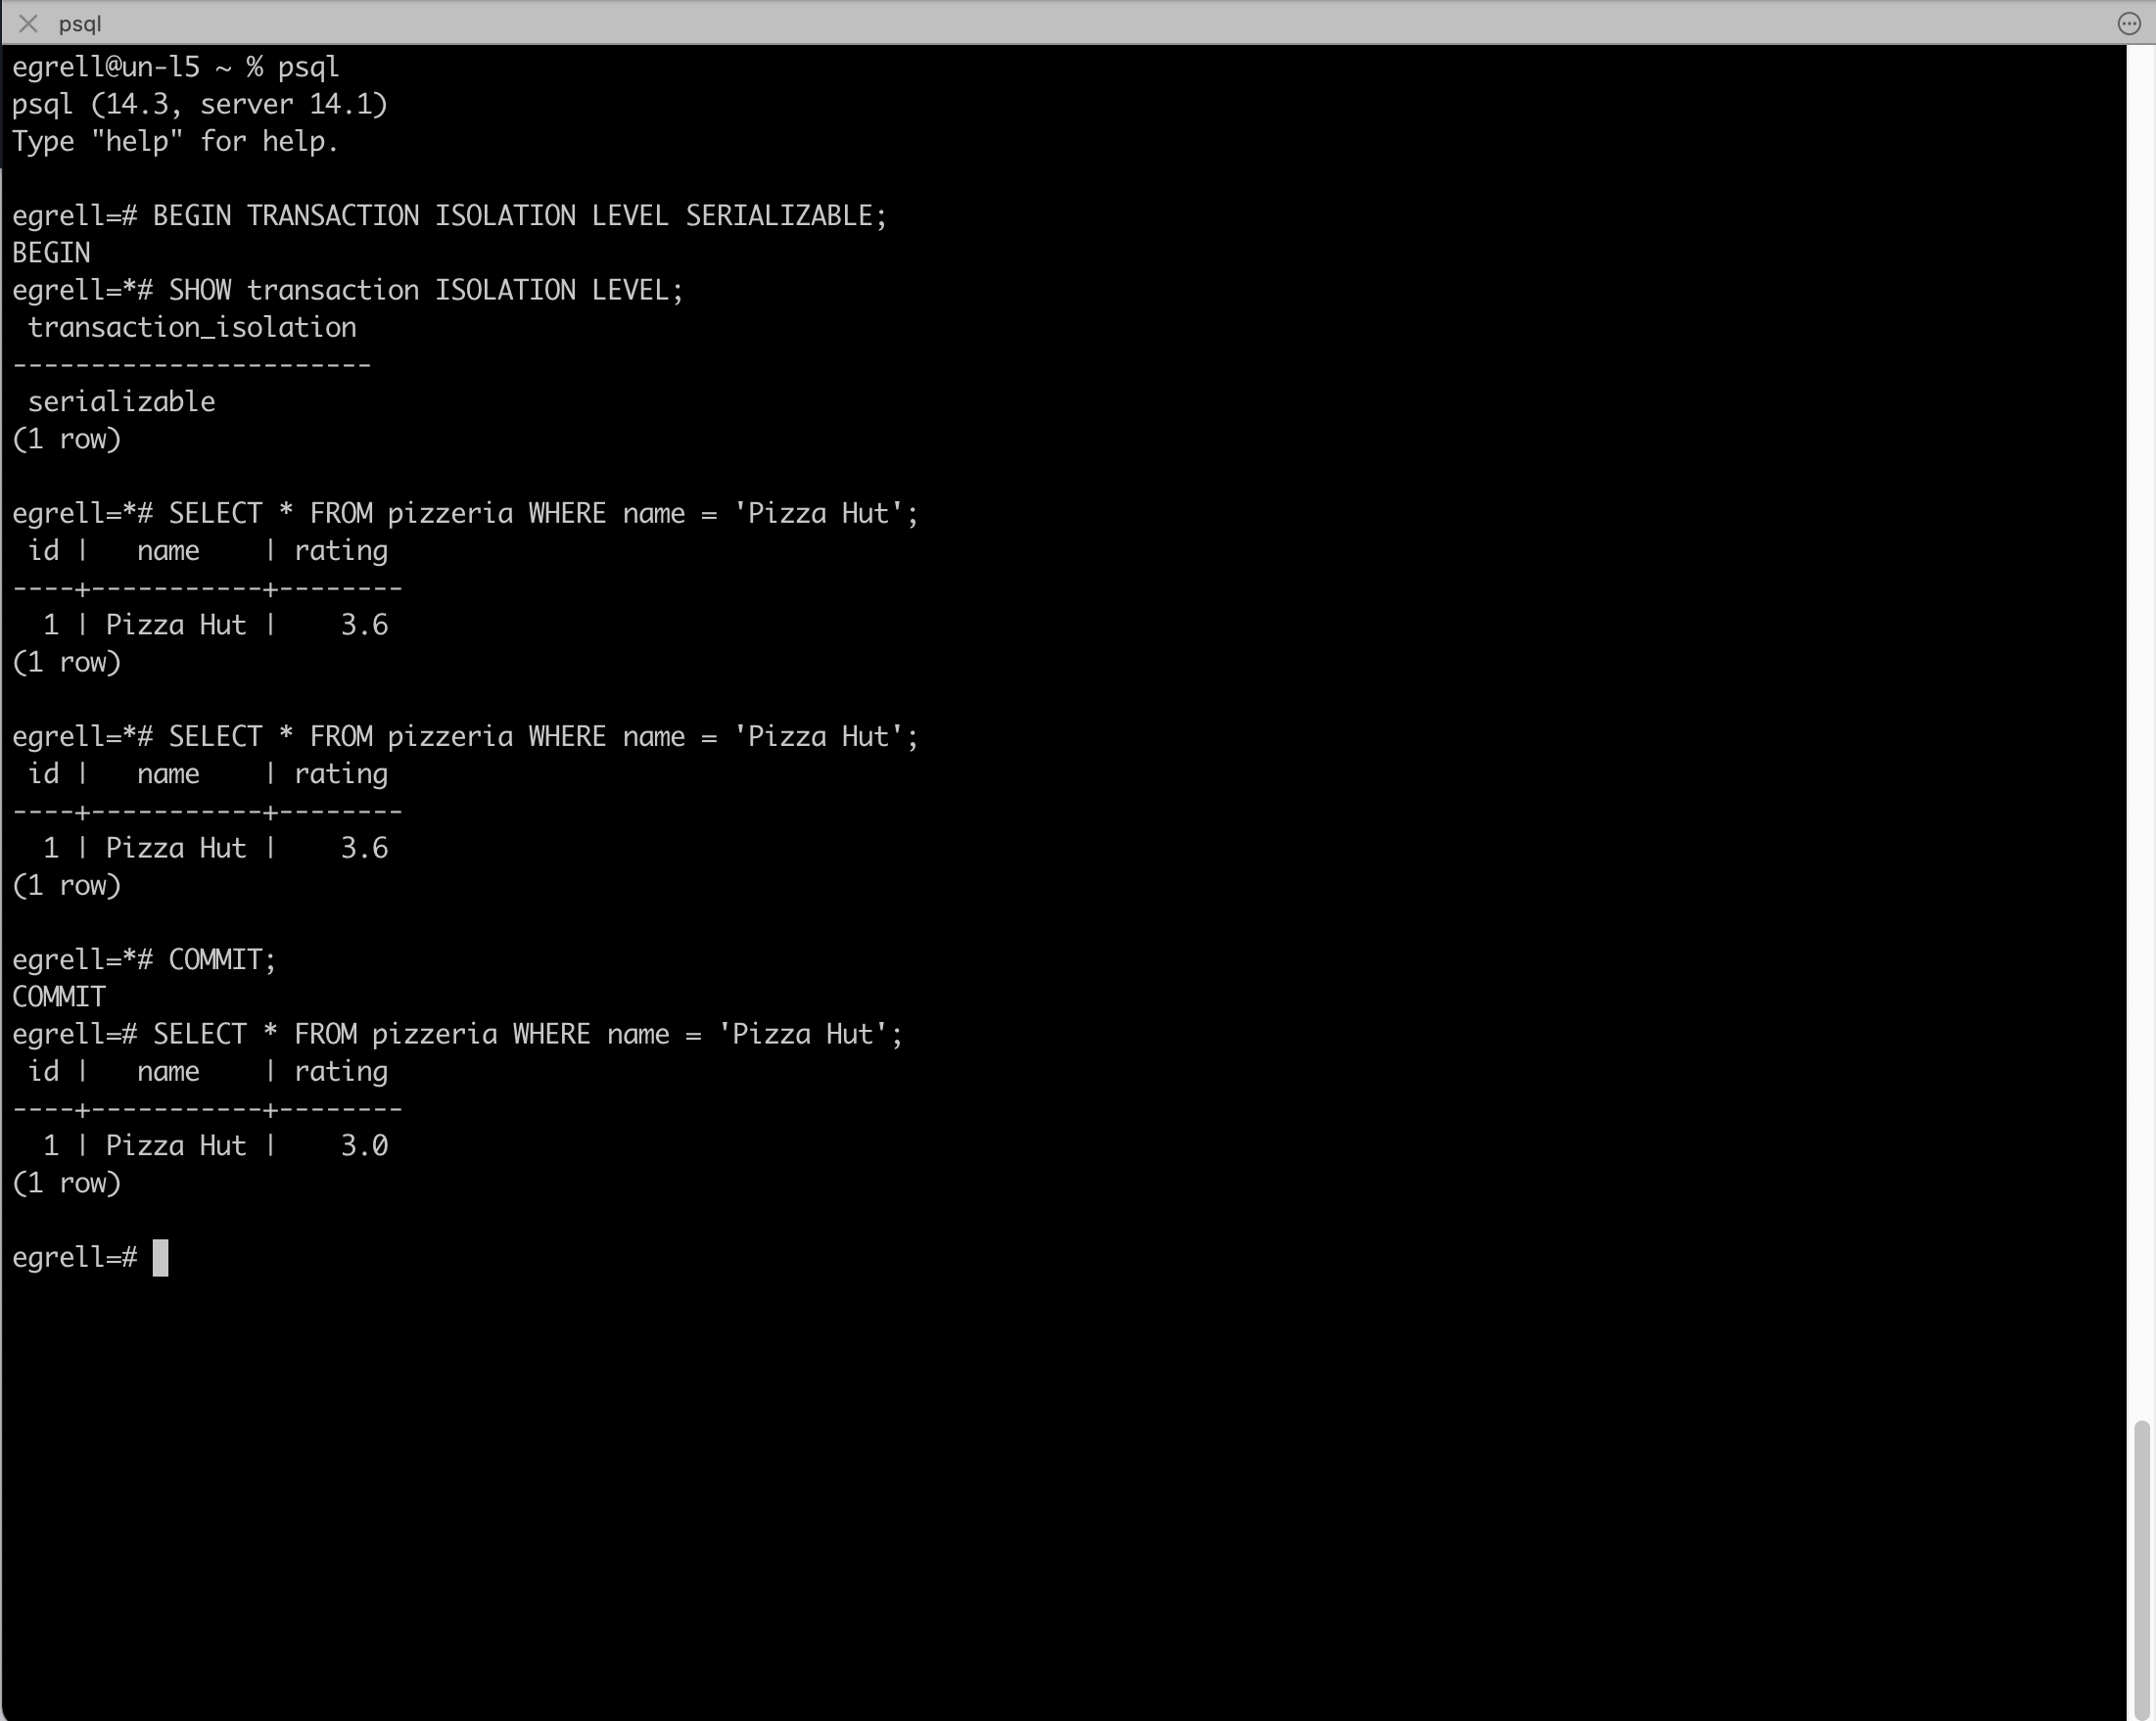 psql
egrell@un-l5 ~ % psql
psql (14.3, server 14.1)
Type "help" for help.
egrell=# BEGIN TRANSACTION ISOLATION LEVEL SERIALIZABLE;
BEGIN
egrell=*# SHOW transaction ISOLATION LEVEL;
 transaction_isolation
-----------------------
 serializable
(1 row)
egrell=*# SELECT * FROM pizzeria WHERE name = 'Pizza Hut';
 id |   name    | rating
----+-----------+--------
  1 | Pizza Hut |    3.6
(1 row)
egrell=*# SELECT * FROM pizzeria WHERE name = 'Pizza Hut';
 id |   name    | rating
----+-----------+--------
  1 | Pizza Hut |    3.6
(1 row)
egrell=*# COMMIT;
COMMIT
egrell=# SELECT * FROM pizzeria WHERE name = 'Pizza Hut';
 id |   name    | rating
----+-----------+--------
  1 | Pizza Hut |    3.0
(1 row)
egrell=#